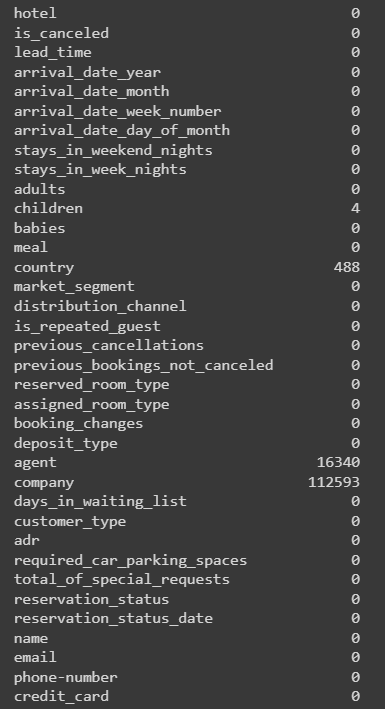 hotel 0
is_canceled 0
lead_time 0
arrival_date_year 0
arrival_date_month 0
arrival_date_week_number 0
arrival_date_day_of_month 0
stays_in_weekend_nights 0
stays_in_week_nights 0
adults 0
children 4
babies 0
meal 0
country 488
market_segment 0
distribution_channel 0
is_repeated_guest 0
previous_cancellations 0
previous_bookings_not_canceled 0
reserved_room_type 0
assigned_room_type 0
booking_changes 0
deposit_type 0
agent 16340
company 112593
days_in_waiting_list 0
customer_type 0
adr 0
required_car_parking_spaces 0
total_of_special_requests 0
reservation_status 0
reservation_status_date 0
name 0
email 0
phone-number 0
credit_card 0